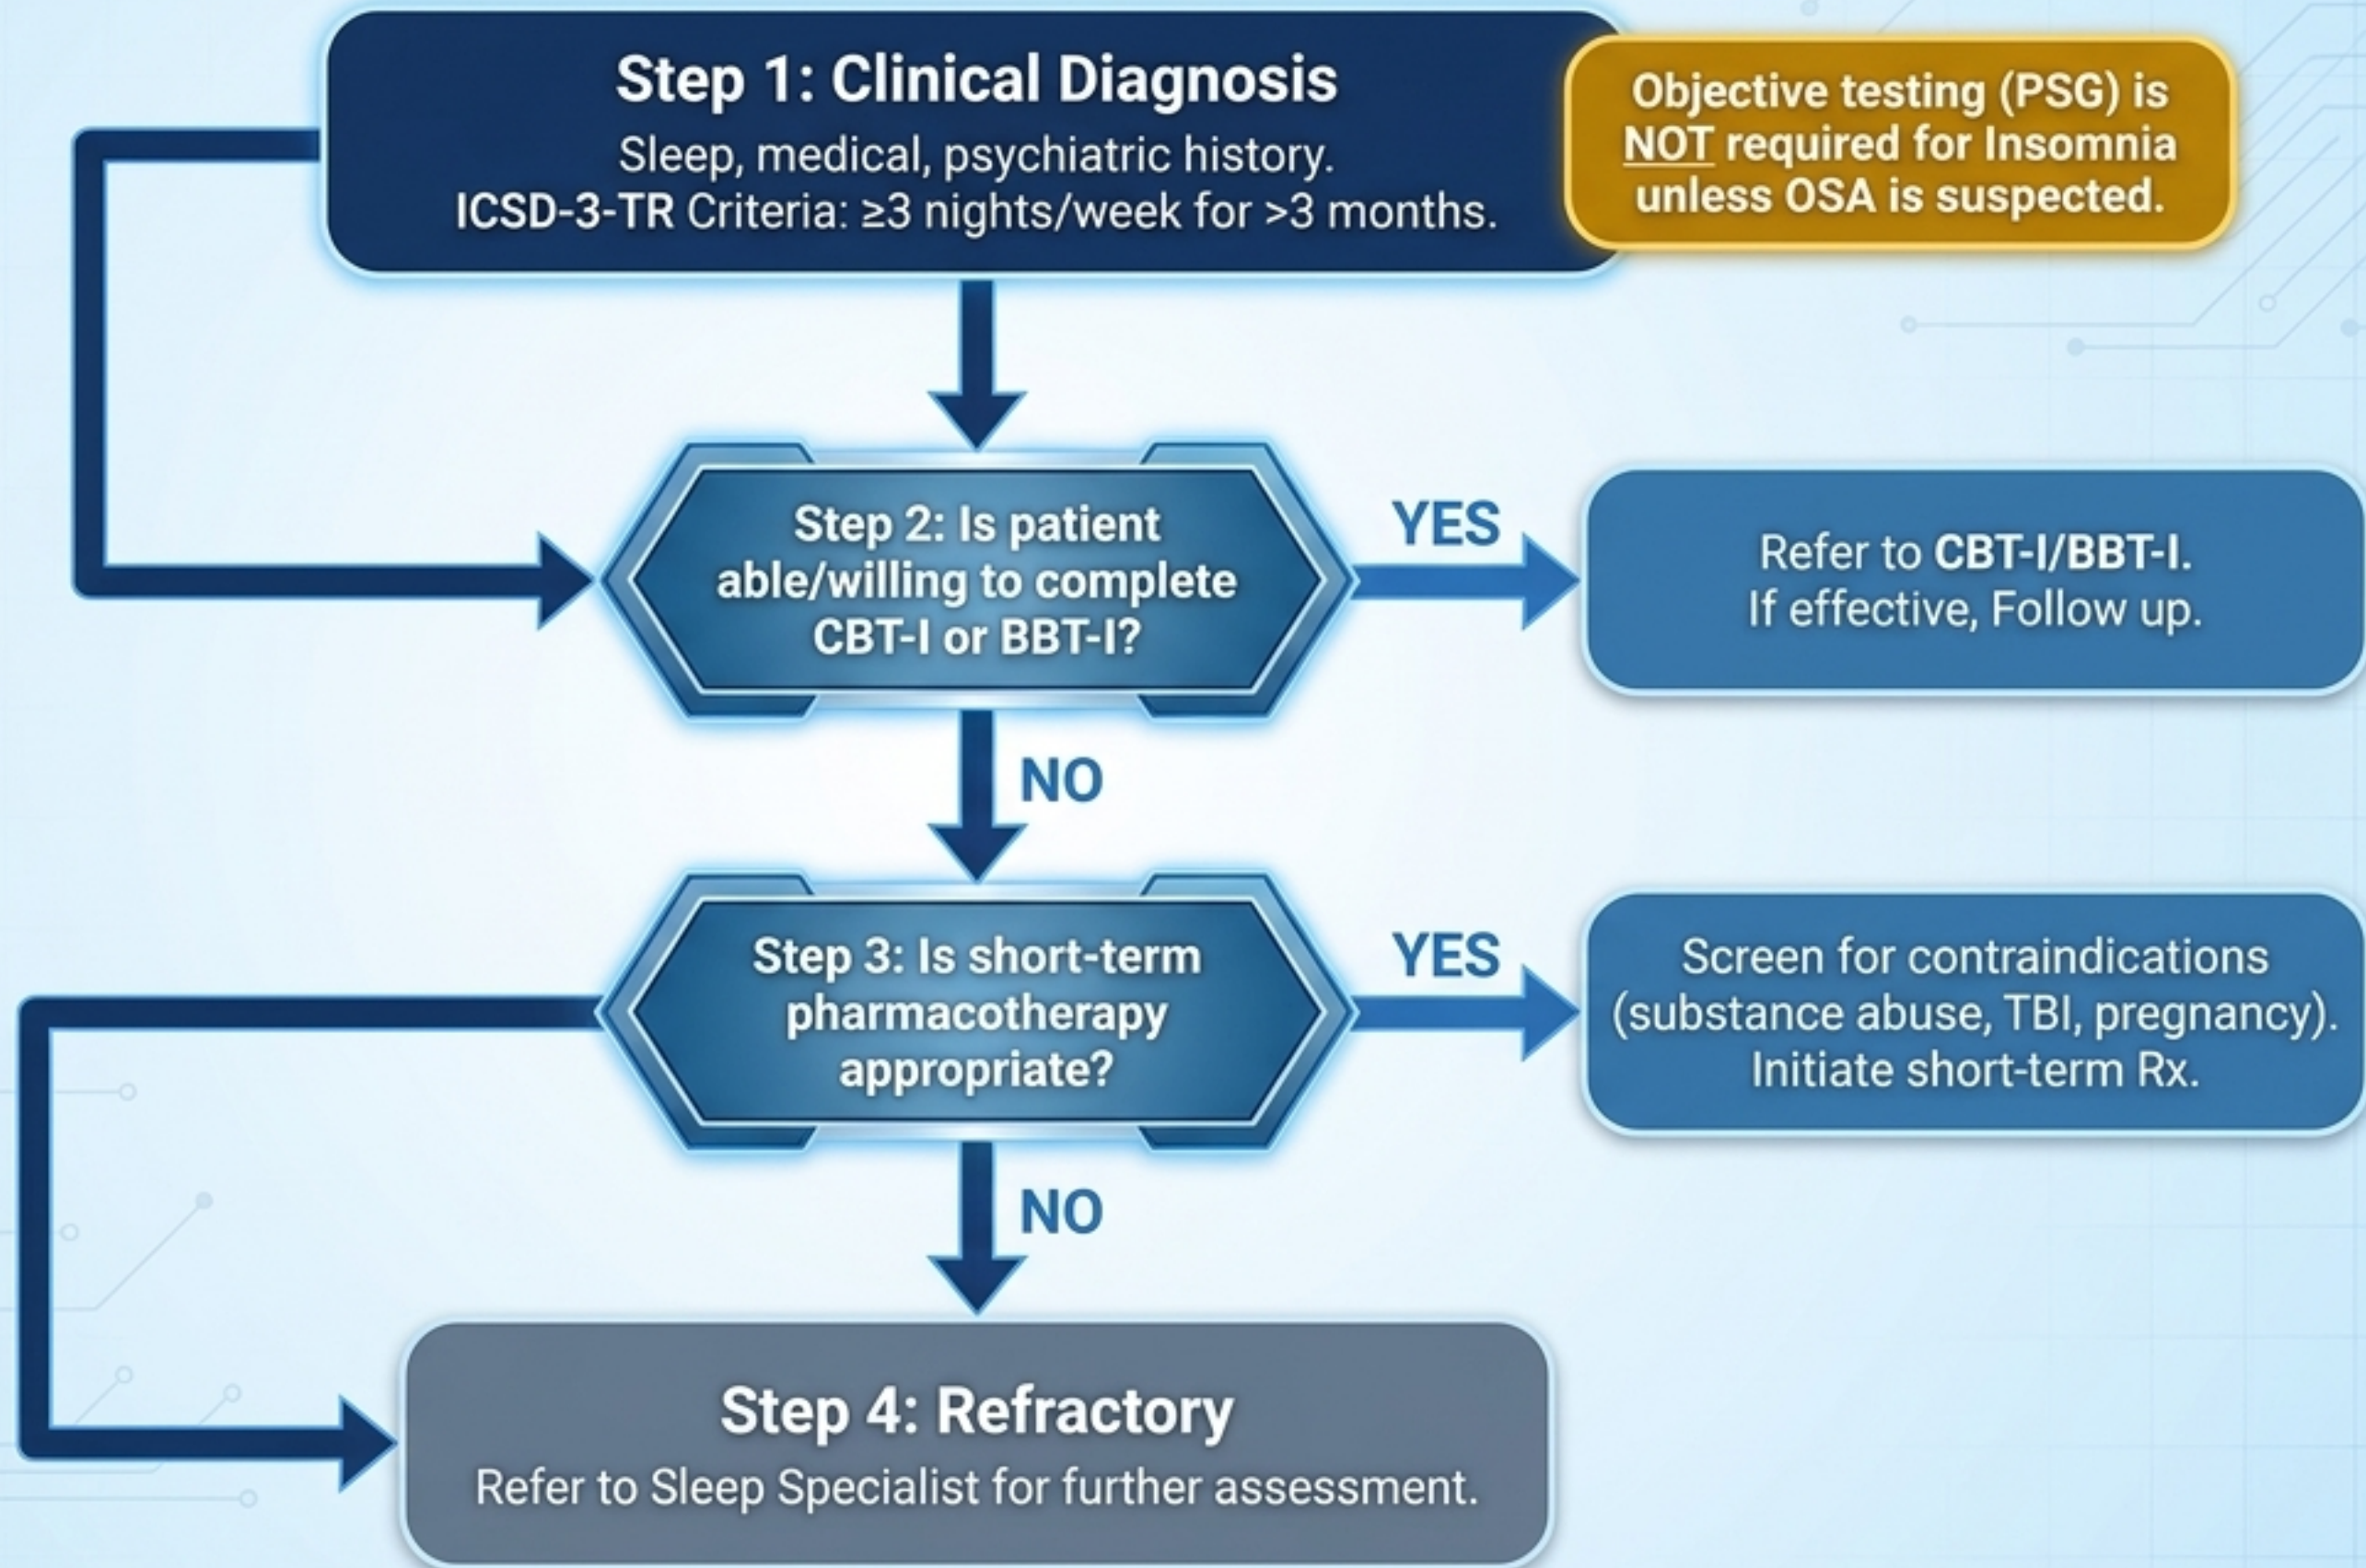 Step 1: Clinical Diagnosis
Sleep, medical, psychiatric history.
ICSD-3-TR Criteria: ≥3 nights/week for >3 months.
Objective testing (PSG) is
NOT required for Insomnia
unless OSA is suspected.
Step 2: Is patient
able/willing to complete
CBT-I or BBT-I?
YES
Refer to CBT-I/BBT-I.
If effective, Follow up.
NO
Step 3: Is short-term
pharmacotherapy
appropriate?
YES
Screen for contraindications
(substance abuse, TBI, pregnancy).
Initiate short-term Rx.
NO
Step 4: Refractory
Refer to Sleep Specialist for further assessment.